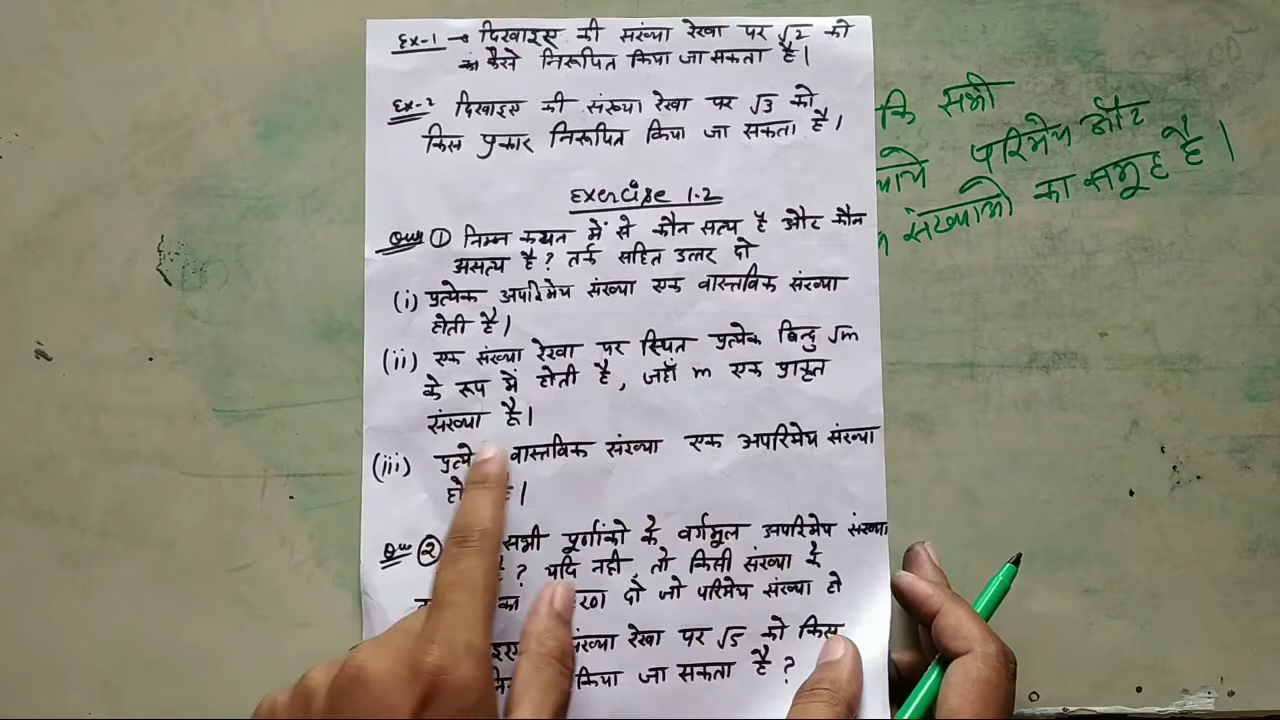 Ex-1 → दिखाइए की संख्या रेखा पर √2 को
कैसे निरूपित किया जा सकता है।
Ex-2 दिखाइए की संख्या रेखा पर √3 को
किस प्रकार निरूपित किया जा सकता है।
Exercise 1.2
Que ① निम्न कथन में से कौन सत्य है और कौन
असत्य है? तर्क सहित उत्तर दो
(i) प्रत्येक अपरिमेय संख्या एक वास्तविक संख्या
होती है।
(ii) एक संख्या रेखा पर स्थित प्रत्येक बिन्दु √m
के रूप में होती है, जहाँ m एक प्राकृत
संख्या है।
(iii) वास्तविक संख्या एक अपरिमेय संख्या
Que ② सभी पूर्णांको के वर्गमूल अपरिमेय संख्या
है? यदि नही, तो किसी संख्या के
दो जो परिमेय संख्या हो
संख्या रेखा पर √5 को किस
किया जा सकता है?
कि सभी
परिमेय और
संख्याओ का समूह है।